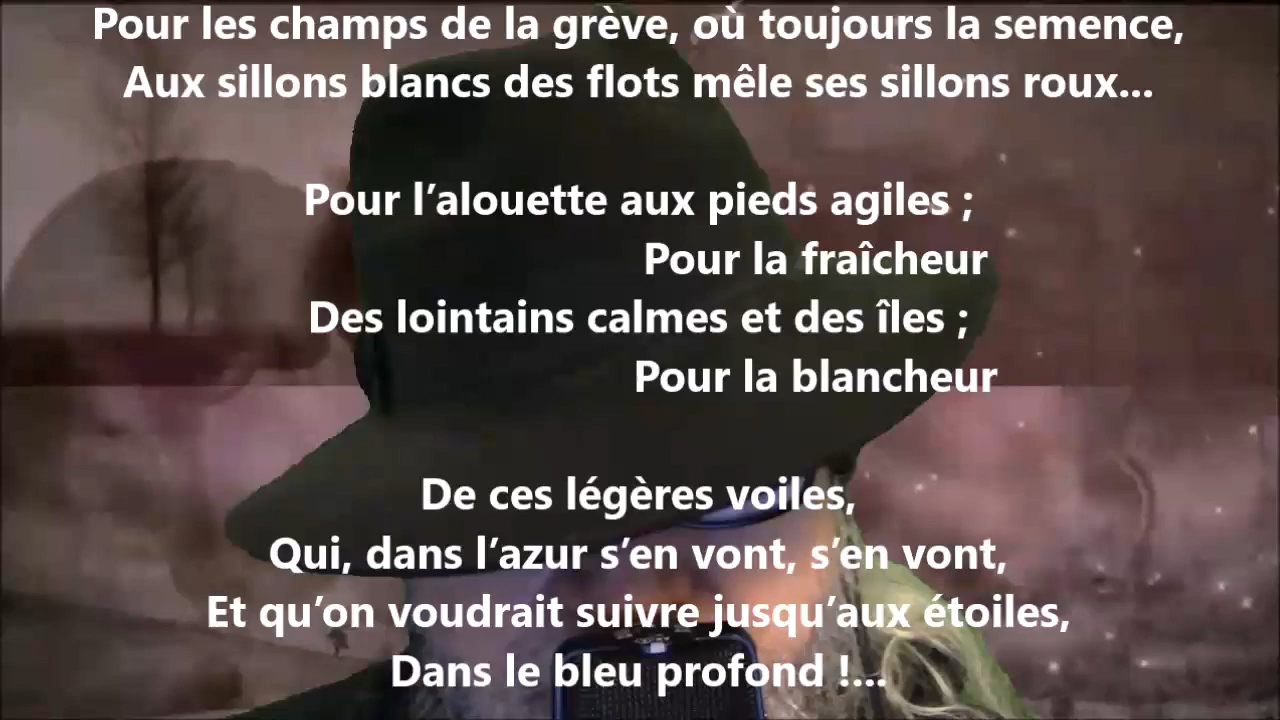 Pour les champs de la grève, où toujours la semence,
Aux sillons blancs des flots mêle ses sillons roux...
Pour l’alouette aux pieds agiles ;
Pour la fraîcheur
Des lointains calmes et des îles ;
Pour la blancheur
De ces légères voiles,
Qui, dans l’azur s’en vont, s’en vont,
Et qu’on voudrait suivre jusqu’aux étoiles,
Dans le bleu profond !...